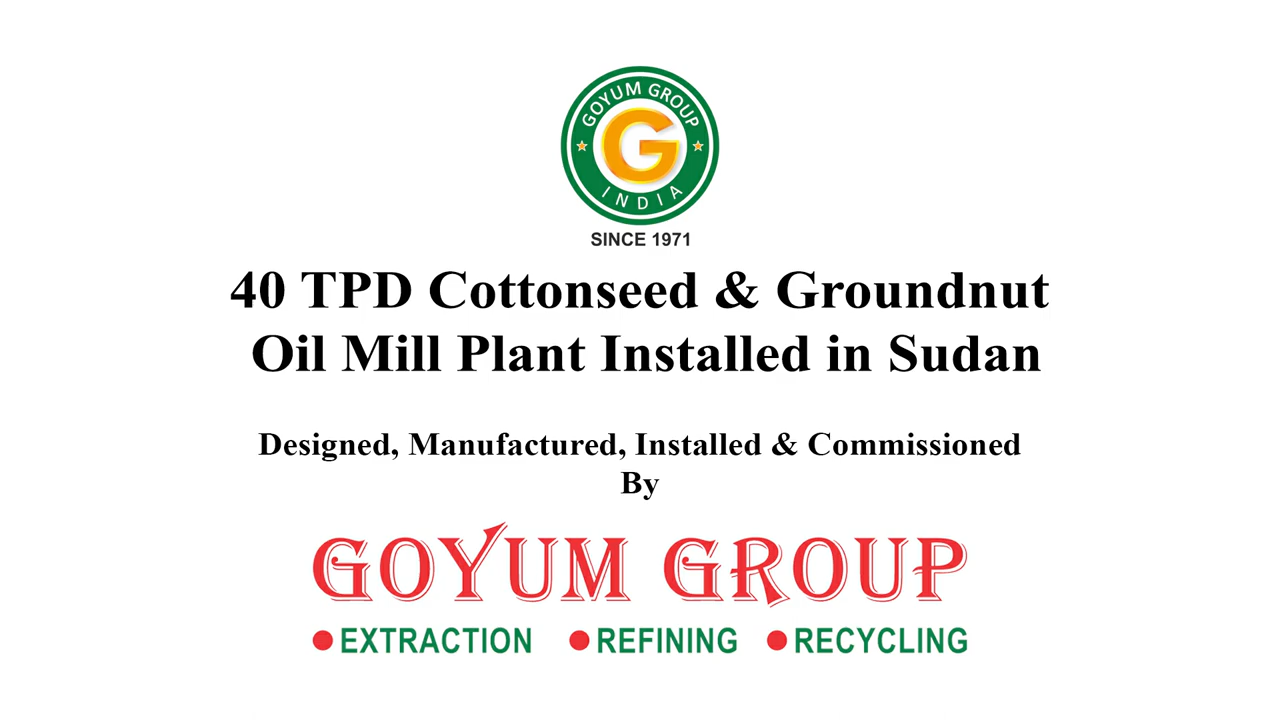 GOYUM GROUP
G
INDIA
SINCE 1971
40 TPD Cottonseed & Groundnut
Oil Mill Plant Installed in Sudan
Designed, Manufactured, Installed & Commissioned
By
GOYUM GROUP
EXTRACTION REFINING RECYCLING